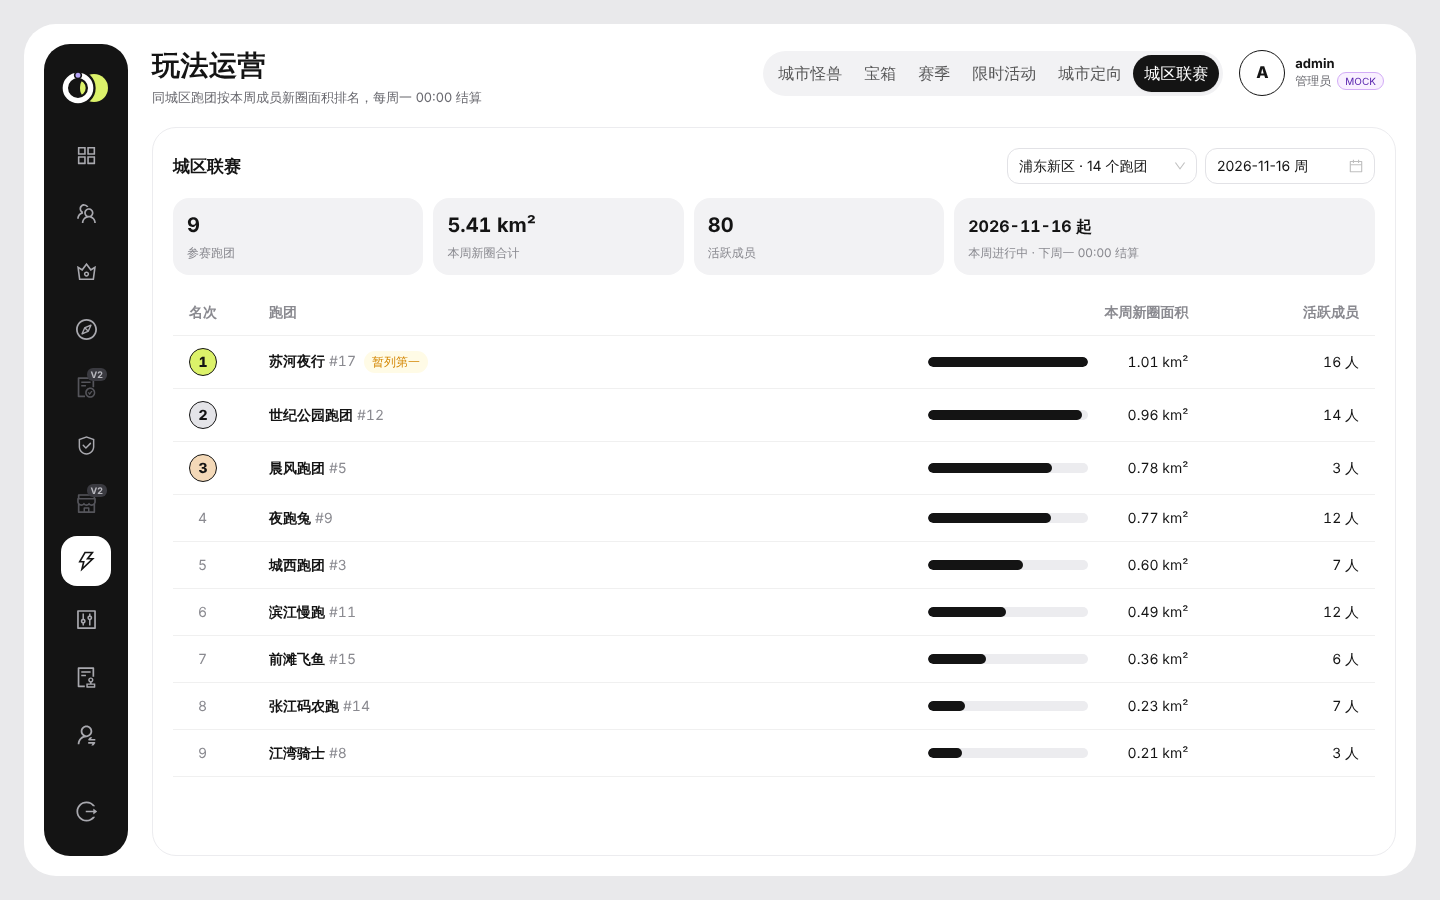 玩法运营
同城区跑团按本周成员新圈面积排名，每周一 00:00 结算
城市怪兽 宝箱 赛季 限时活动 城市定向 城区联赛
A
admin
管理员 MOCK
V2
V2
城区联赛
浦东新区 · 14 个跑团
2026-11-16 周
9
参赛跑团
5.41 km²
本周新圈合计
80
活跃成员
2026-11-16 起
本周进行中 · 下周一 00:00 结算
名次 跑团 本周新圈面积 活跃成员
1 苏河夜行 #17 暂列第一 1.01 km² 16 人
2 世纪公园跑团 #12 0.96 km² 14 人
3 晨风跑团 #5 0.78 km² 3 人
4 夜跑兔 #9 0.77 km² 12 人
5 城西跑团 #3 0.60 km² 7 人
6 滨江慢跑 #11 0.49 km² 12 人
7 前滩飞鱼 #15 0.36 km² 6 人
8 张江码农跑 #14 0.23 km² 7 人
9 江湾骑士 #8 0.21 km² 3 人